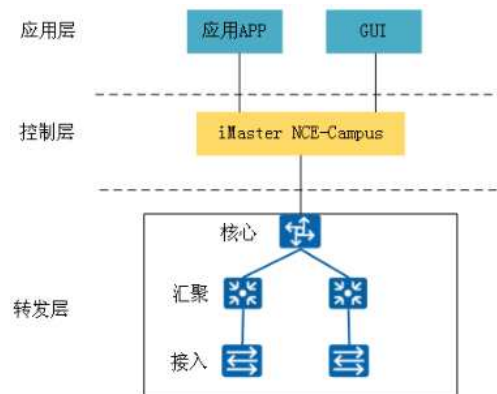 应用层
应用APP
GUI
控制层
iMaster NCE-Campus
转发层
核心
汇聚
接入